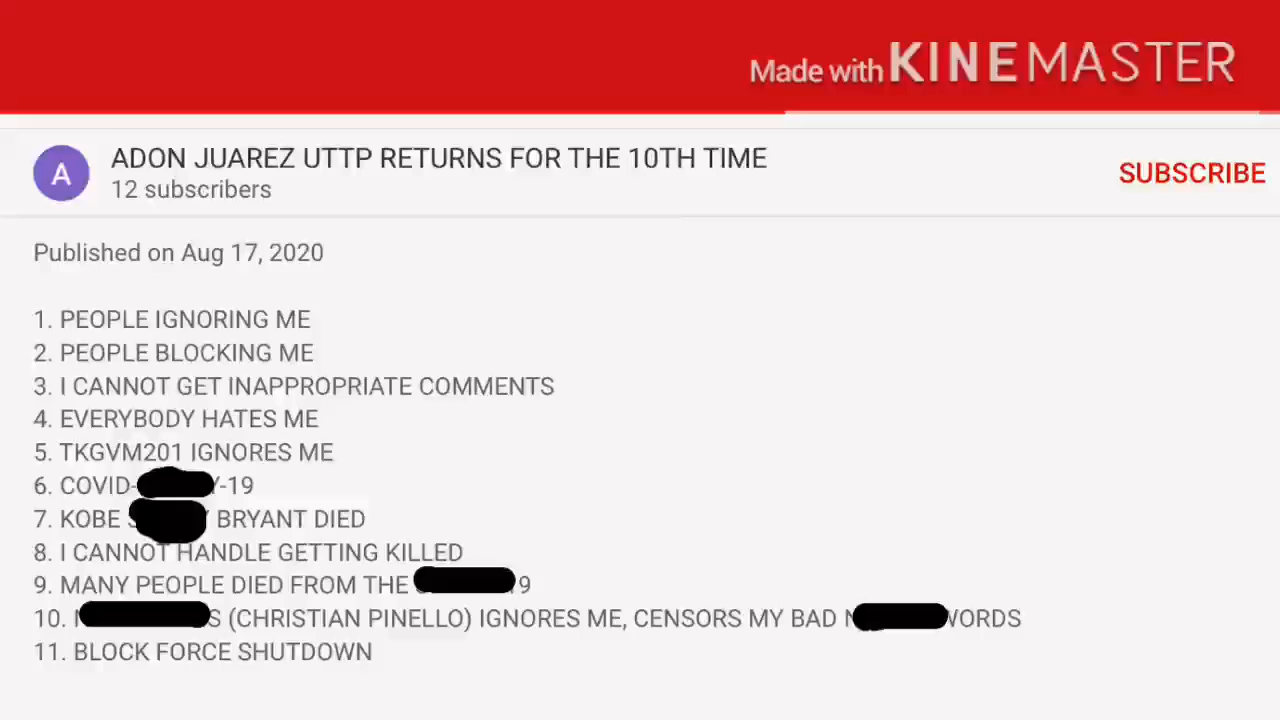 Made with KINEMASTER
A
ADON JUAREZ UTTP RETURNS FOR THE 10TH TIME
12 subscribers
SUBSCRIBE
Published on Aug 17, 2020
1. PEOPLE IGNORING ME
2. PEOPLE BLOCKING ME
3. I CANNOT GET INAPPROPRIATE COMMENTS
4. EVERYBODY HATES ME
5. TKGVM201 IGNORES ME
6. COVID- -19
7. KOBE BRYANT DIED
8. I CANNOT HANDLE GETTING KILLED
9. MANY PEOPLE DIED FROM THE
10. (CHRISTIAN PINELLO) IGNORES ME, CENSORS MY BAD
11. BLOCK FORCE SHUTDOWN